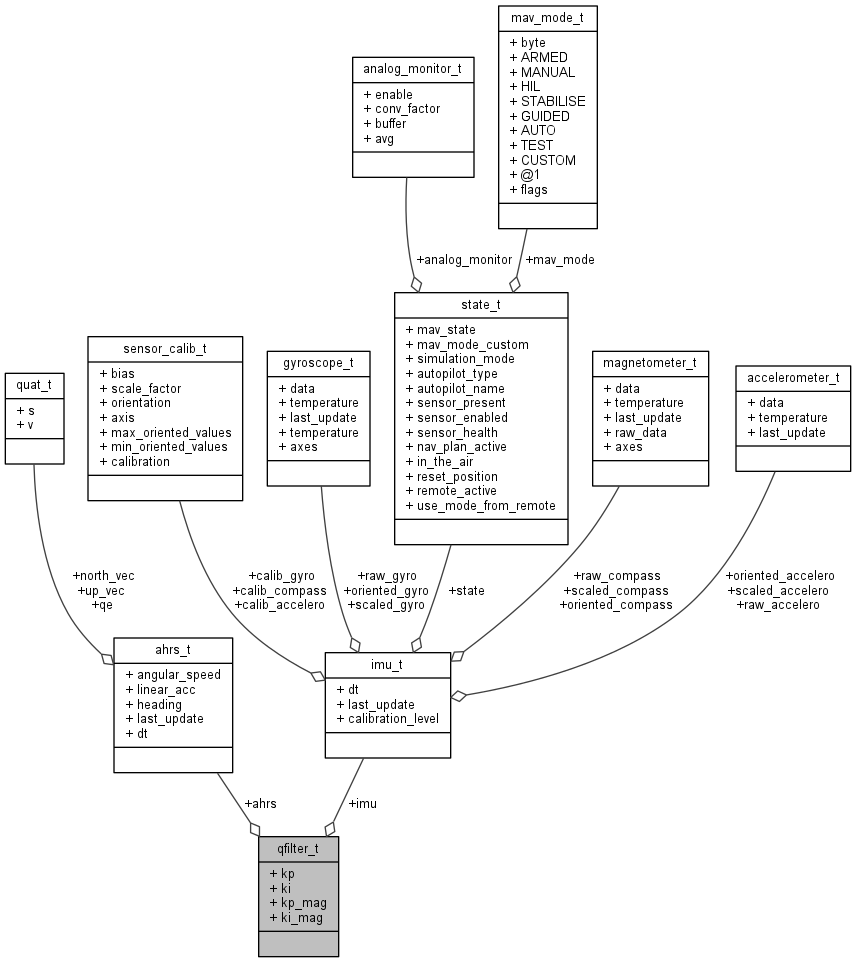 mav_mode_t
+ byte
+ ARMED
+ MANUAL
+ HIL
+ STABILISE
+ GUIDED
+ AUTO
+ TEST
+ CUSTOM
+ @1
+ flags
analog_monitor_t
+ enable
+ conv_factor
+ buffer
+ avg
+analog_monitor
+mav_mode
state_t
+ mav_state
+ mav_mode_custom
+ simulation_mode
+ autopilot_type
+ autopilot_name
+ sensor_present
+ sensor_enabled
+ sensor_health
+ nav_plan_active
+ in_the_air
+ reset_position
+ remote_active
+ use_mode_from_remote
quat_t
+ s
+ v
sensor_calib_t
+ bias
+ scale_factor
+ orientation
+ axis
+ max_oriented_values
+ min_oriented_values
+ calibration
gyroscope_t
+ data
+ temperature
+ last_update
+ temperature
+ axes
magnetometer_t
+ data
+ temperature
+ last_update
+ raw_data
+ axes
accelerometer_t
+ data
+ temperature
+ last_update
+north_vec
+up_vec
+qe
+calib_gyro
+calib_compass
+calib_accelero
+raw_gyro
+oriented_gyro
+scaled_gyro
+state
+raw_compass
+scaled_compass
+oriented_compass
+oriented_accelero
+scaled_accelero
+raw_accelero
ahrs_t
+ angular_speed
+ linear_acc
+ heading
+ last_update
+ dt
imu_t
+ dt
+ last_update
+ calibration_level
+ahrs
+imu
qfilter_t
+ kp
+ ki
+ kp_mag
+ ki_mag